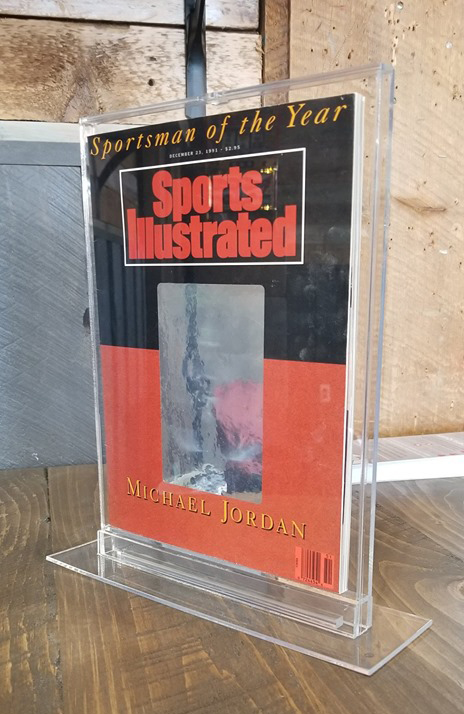 Sportsman of the Year
DECEMBER 23, 1991 • $2.95
Sports
Illustrated
MICHAEL JORDAN